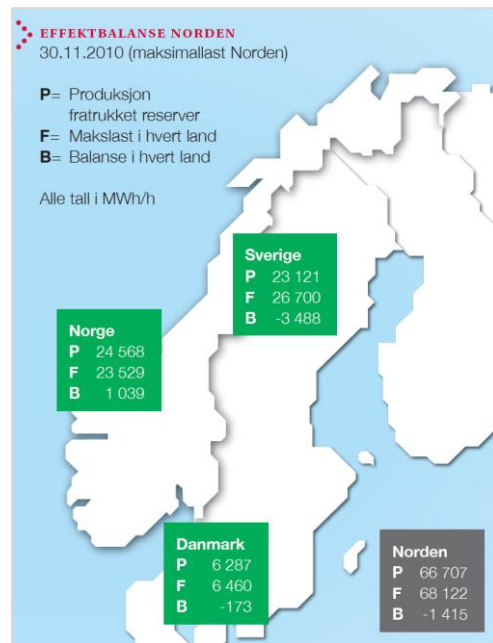 EFFEKTBALANSE NORDEN
30.11.2010 (maksimallast Norden)
P= Produksjon
fratrukket reserver
F= Makslast i hvert land
B= Balanse i hvert land
Alle tall i MWh/h
Sverige
P 23 121
F 26 700
B -3 488
Norge
P 24 568
F 23 529
B 1 039
Danmark
P 6 287
F 6 460
B -173
Norden
P 66 707
F 68 122
B -1 415